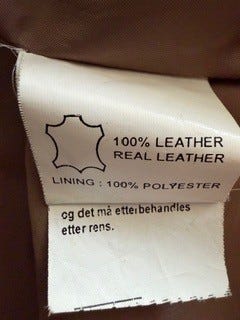 100% LEATHER
REAL LEATHER
LINING : 100% POLYESTER
og det må etterbehandles
etter rens.